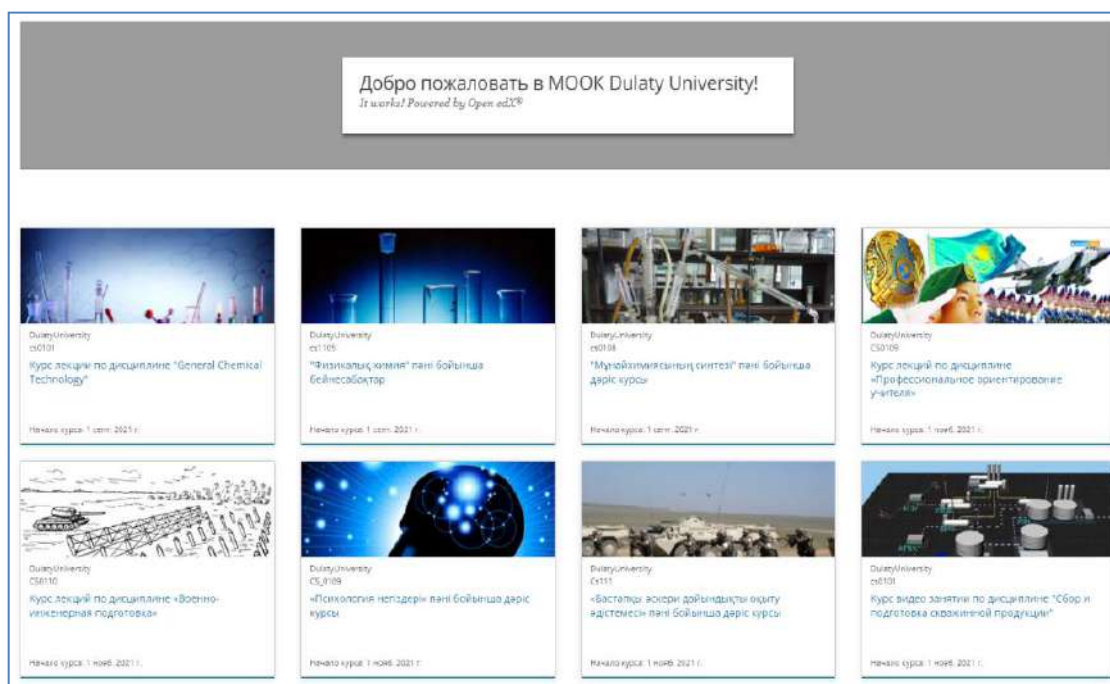 Добро пожаловать в МООК Dulaty University!
It works! Powered by Open edX®
DulatyUniversity
cs0101
Курс лекции по дисциплине "General Chemical
Technology"
Начало курса: 1 сент. 2021 г.
DulatyUniversity
cs1105
"Физикалық химия" пәні бойынша
бейнесабақтар
Начало курса: 1 сент. 2021 г.
DulatyUniversity
cs0108
"Мұнайхимиясының синтезі" пәні бойынша
дәріс курсы
Начало курса: 1 сент. 2021 г.
DulatyUniversity
CS0109
Курс лекций по дисциплине
«Профессиональное ориентирование
учителя»
Начало курса: 1 нояб. 2021 г.
DulatyUniversity
CS0110
Курс лекций по дисциплине «Военно-
инженерная подготовка»
Начало курса: 1 нояб. 2021 г.
DulatyUniversity
CS_0109
«Психология негіздері» пәні бойынша дәріс
курсы
Начало курса: 1 нояб. 2021 г.
DulatyUniversity
Cs111
«Бастапқы әскери дайындықты оқыту
әдістемесі» пәні бойынша дәріс курсы
Начало курса: 1 нояб. 2021 г.
DulatyUniversity
cs0101
Курс видео занятии по дисциплине "Сбор и
подготовка скважинной продукции"
Начало курса: 1 нояб. 2021 г.